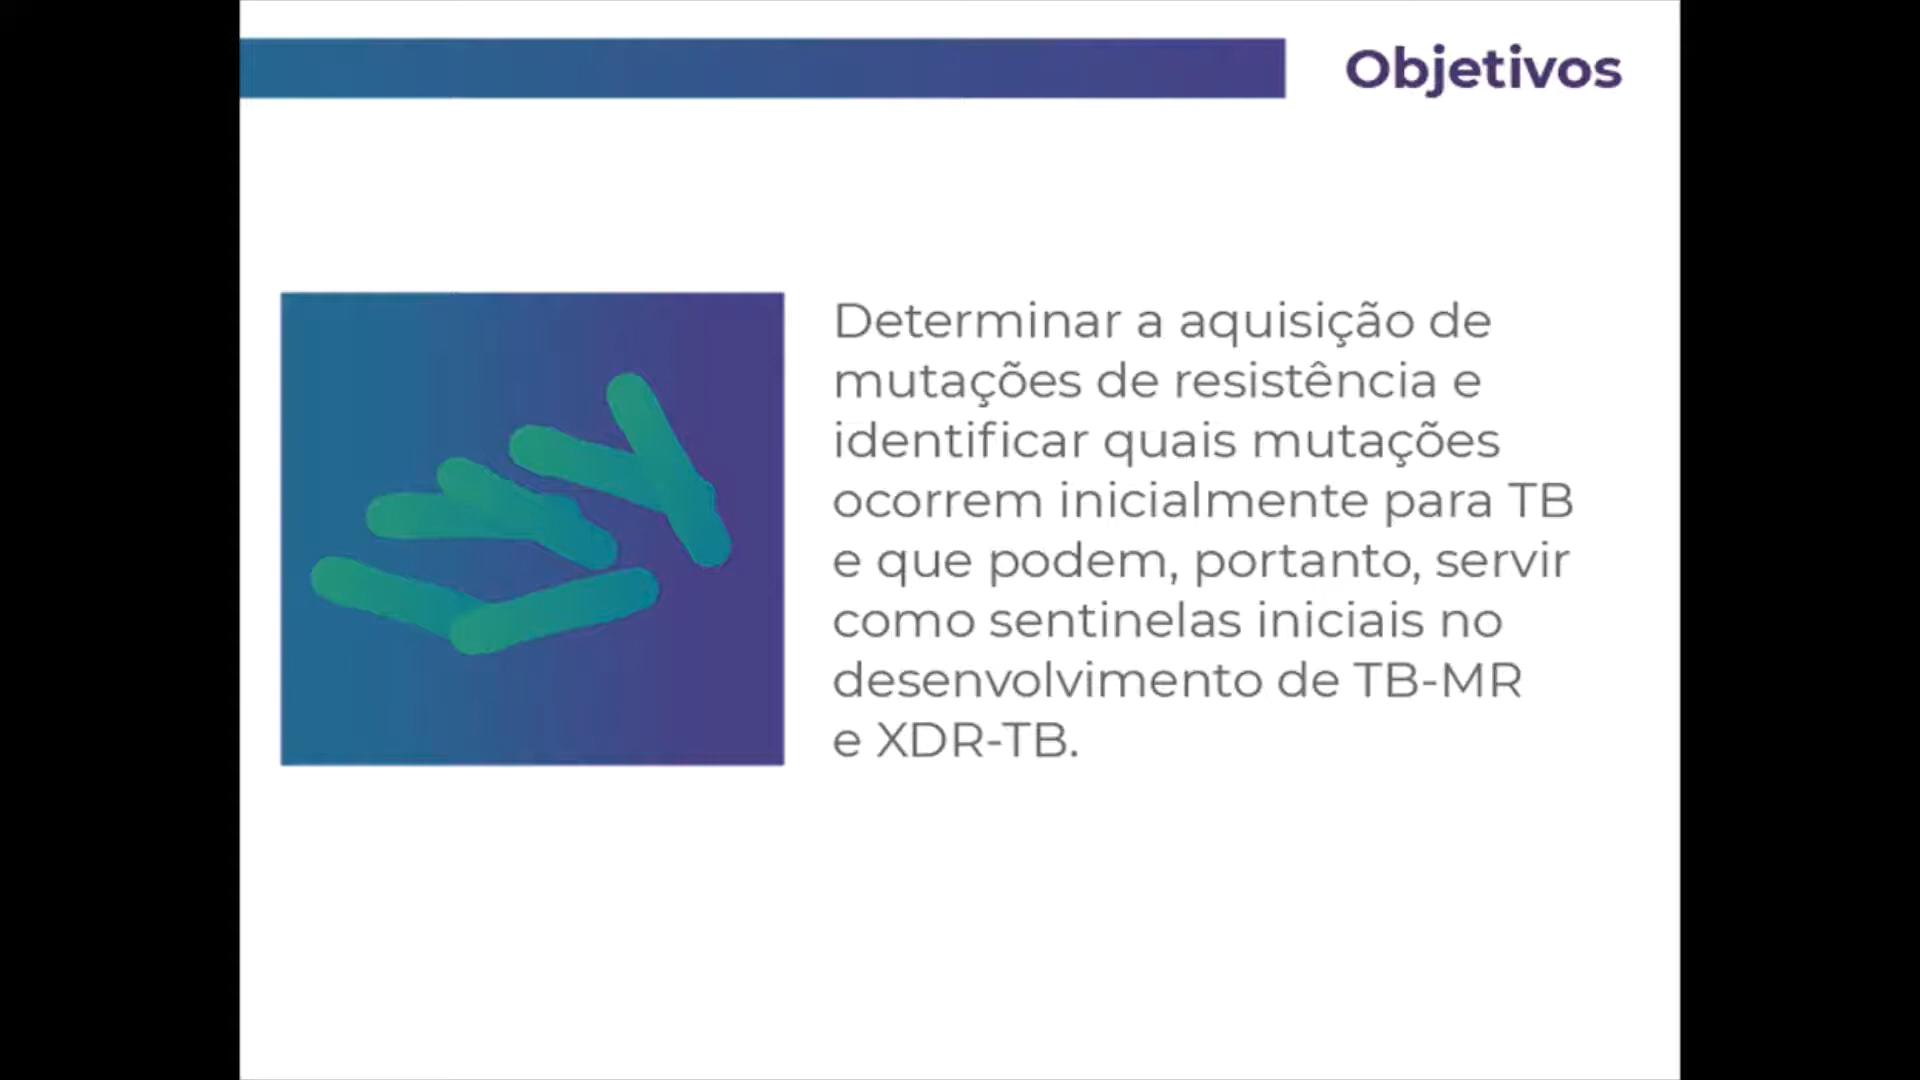 Objetivos
Determinar a aquisição de
mutações de resistência e
identificar quais mutações
ocorrem inicialmente para TB
e que podem, portanto, servir
como sentinelas iniciais no
desenvolvimento de TB-MR
e XDR-TB.